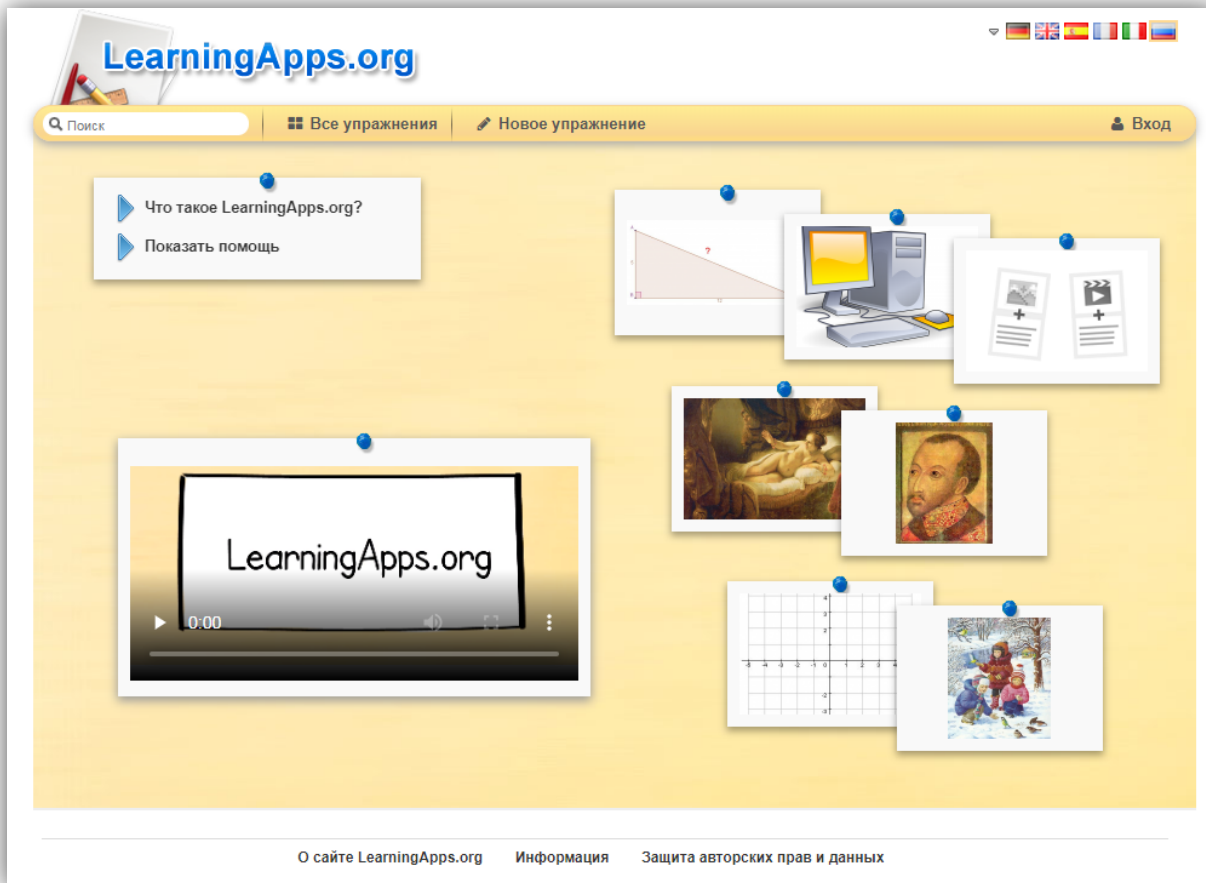 LearningApps.org
Поиск
Все упражнения
Новое упражнение
Вход
Что такое LearningApps.org?
Показать помощь
?
LearningApps.org
0:00
О сайте LearningApps.org
Информация
Защита авторских прав и данных